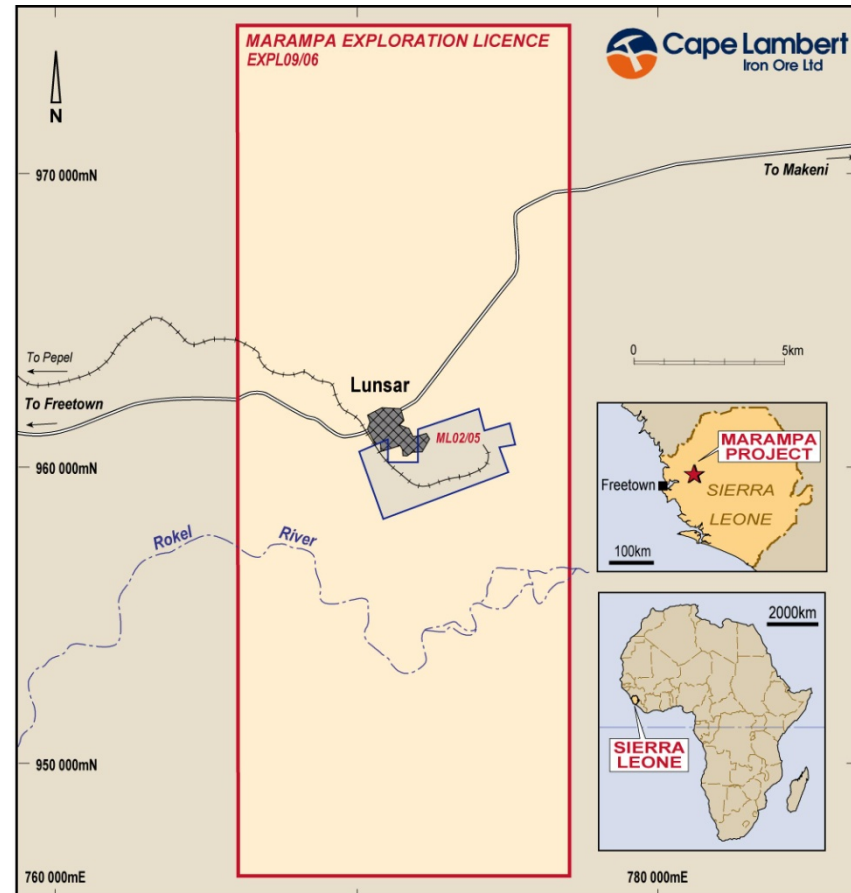 MARAMPA EXPLORATION LICENCE
EXPL09/06
Cape Lambert
Iron Ore Ltd
N
970 000mN
To Makeni
0 5km
To Pepel
Lunsar
To Freetown
ML02/05
960 000mN
MARAMPA
PROJECT
Freetown
SIERRA
LEONE
100km
Rokel River
2000km
SIERRA
LEONE
950 000mN
760 000mE
780 000mE